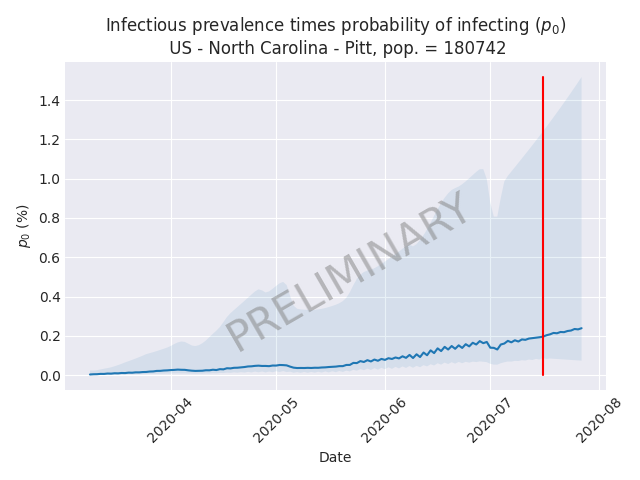 Infectious prevalence times probability of infecting (p₀)
US - North Carolina - Pitt, pop. = 180742
1.4
1.2
1.0
0.8
0.6
0.4
0.2
0.0
p₀ (%)
PRELIMINARY
2020-04
2020-05
2020-06
2020-07
2020-08
Date